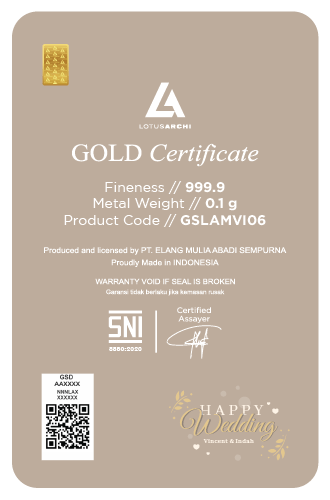 LA
LOTUSARCHI
GOLD Certificate
Fineness // 999.9
Metal Weight // 0.1 g
Product Code // GSLAMVI06
Produced and licensed by PT. ELANG MULIA ABADI SEMPURNA
Proudly Made in INDONESIA
WARRANTY VOID IF SEAL IS BROKEN
Garansi tidak berlaku jika kemasan rusak
SNI
8880:2020
Certified
Assayer
GSD
AAXXXX
NNNLAX
XXXXXX
HAPPY
Wedding
Vincent & Indah